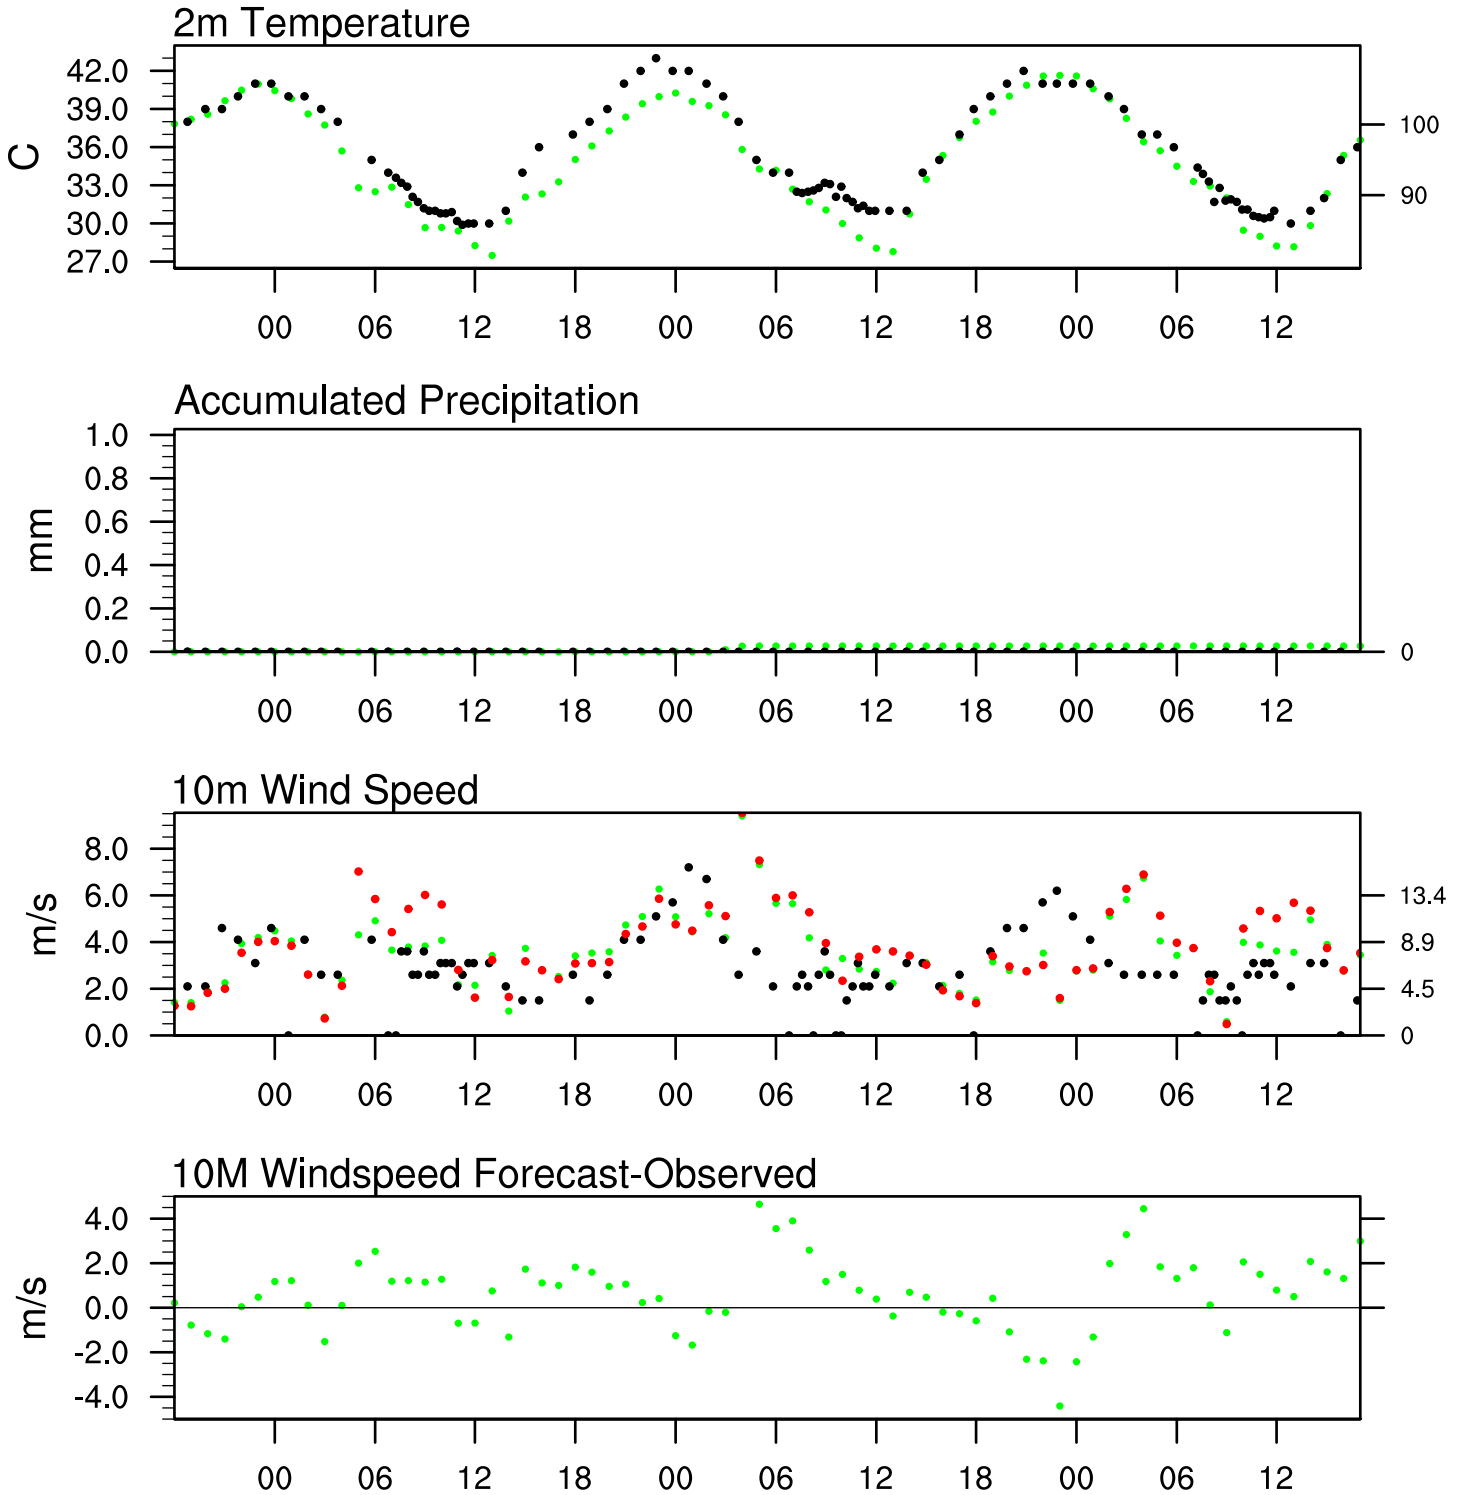 2m Temperature
C
42.0
39.0
36.0
33.0
30.0
27.0
100
90
00 06 12 18 00 06 12 18 00 06 12
Accumulated Precipitation
mm
1.0
0.8
0.6
0.4
0.2
0.0
0
00 06 12 18 00 06 12 18 00 06 12
10m Wind Speed
m/s
8.0
6.0
4.0
2.0
0.0
13.4
8.9
4.5
0
00 06 12 18 00 06 12 18 00 06 12
10M Windspeed Forecast-Observed
m/s
4.0
2.0
0.0
-2.0
-4.0
00 06 12 18 00 06 12 18 00 06 12